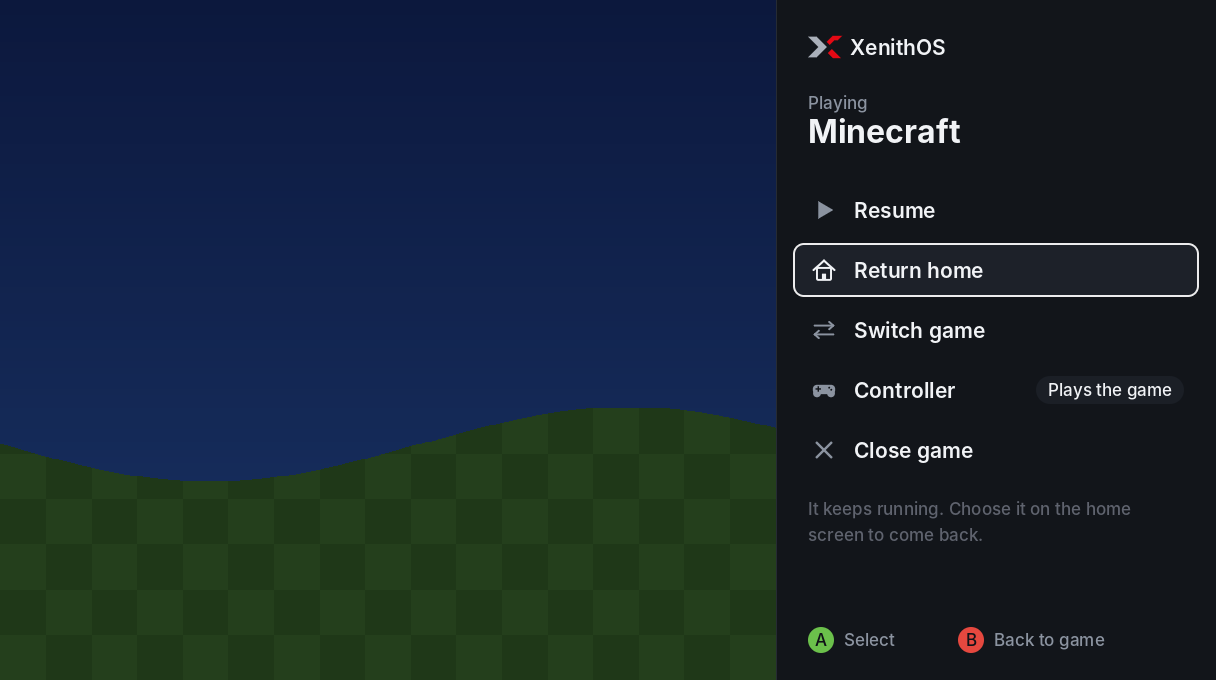 XenithOS
Playing
Minecraft
Resume
Return home
Switch game
Controller
Plays the game
Close game
It keeps running. Choose it on the home
screen to come back.
A Select
B Back to game